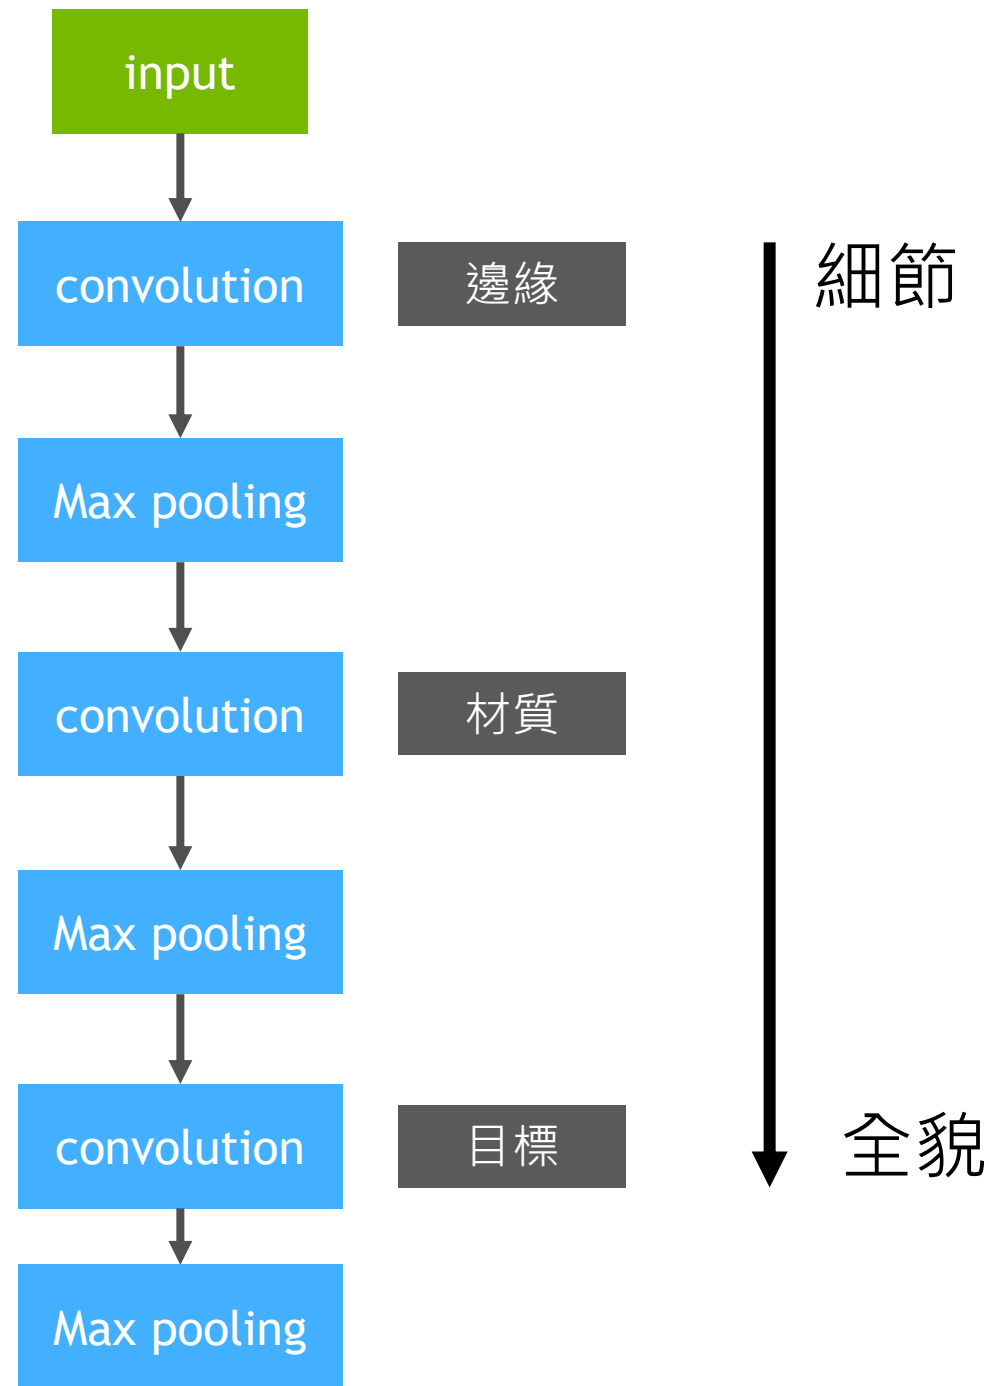 input
convolution
邊緣
細節
Max pooling
convolution
材質
Max pooling
convolution
目標
全貌
Max pooling